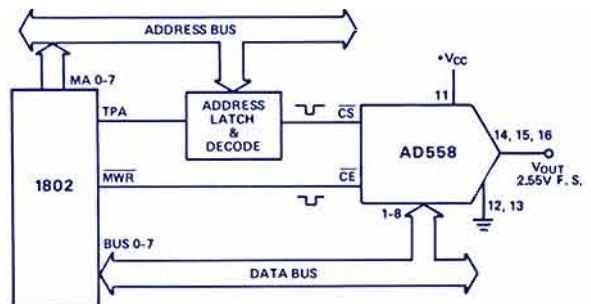 ADDRESS BUS
MA 0-7
+VCC
11
TPA
ADDRESS
LATCH
&
DECODE
CS
14, 15, 16
AD558
VOUT
2.55V F. S.
1802
MWR
CE
12, 13
1-8
BUS 0-7
DATA BUS